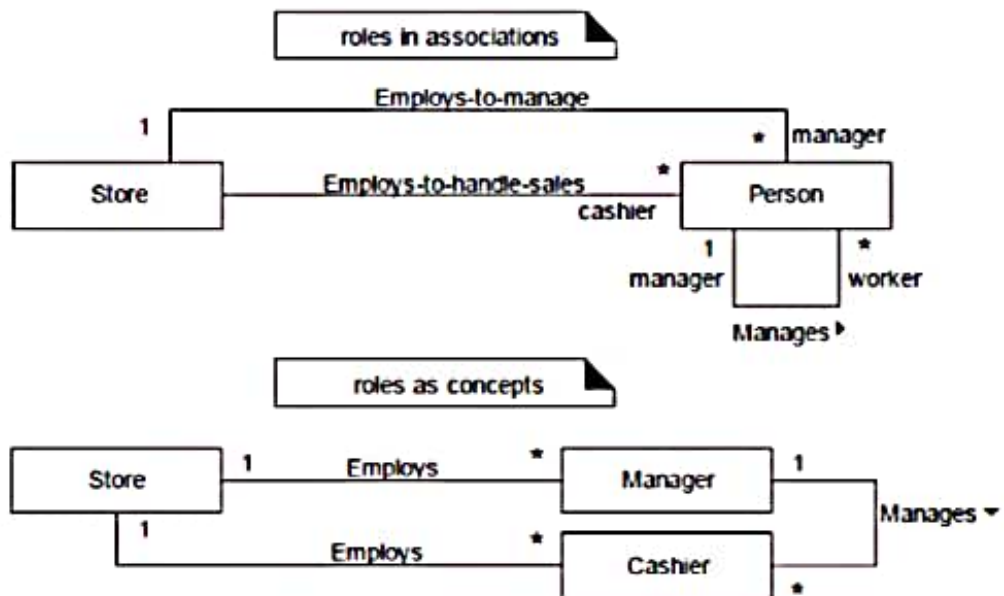 roles in associations
Employs-to-manage
1
* manager
Store
Employs-to-handle-sales
*
cashier
Person
1
*
manager
worker
Manages
roles as concepts
Store
1
Employs
*
Manager
1
1
Manages
Employs
*
Cashier
*